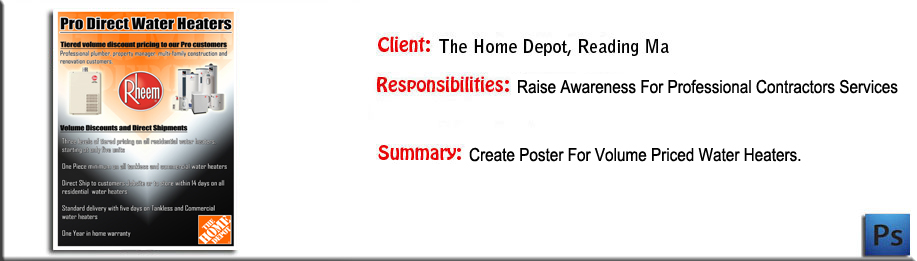 Pro Direct Water Heaters
Tiered volume discount pricing to our Pro customers
Professional plumber, property manager, multi family construction and
renovation customers
Rheem
Volume Discounts and Direct Shipments
Three levels of tiered pricing on all residential water heaters
starting at only five units
One Piece minimum on all tankless and commercial water heaters
Direct Ship to customers jobsite or to store within 14 days on all
residential water heaters
Standard delivery with five days on Tankless and Commercial
water heaters
One Year in home warranty
THE
HOME
DEPOT
Client: The Home Depot, Reading Ma
Responsibilities: Raise Awareness For Professional Contractors Services
Summary: Create Poster For Volume Priced Water Heaters.
Ps